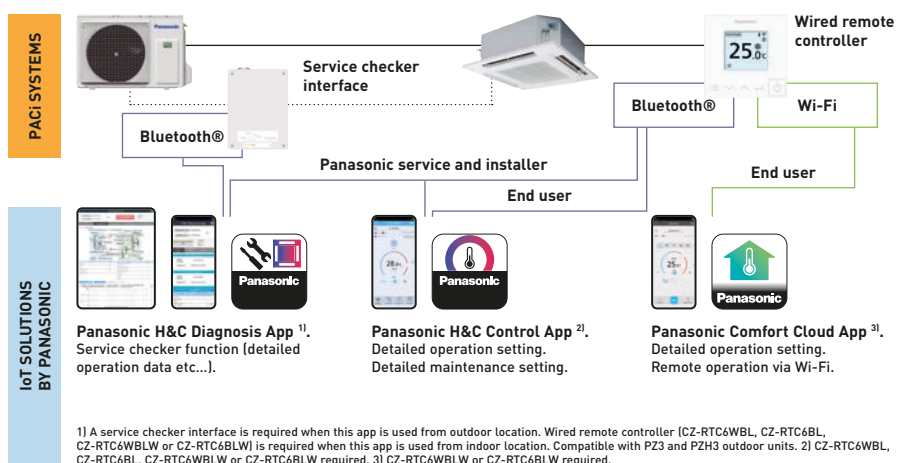 Panasonic
Wired remote
controller
PACi SYSTEMS
25.0c
Service checker
interface
Bluetooth®
Bluetooth®
Wi-Fi
Panasonic service and installer
End user
End user
IoT SOLUTIONS
BY PANASONIC
28.0
25
Panasonic
Panasonic
Panasonic
Panasonic H&C Diagnosis App 1).
Service checker function (detailed
operation data etc...).
Panasonic H&C Control App 2).
Detailed operation setting.
Detailed maintenance setting.
Panasonic Comfort Cloud App 3).
Detailed operation setting.
Remote operation via Wi-Fi.
1) A service checker interface is required when this app is used from outdoor location. Wired remote controller (CZ-RTC6WBL, CZ-RTC6BL,
CZ-RTC6WBLW or CZ-RTC6BLW) is required when this app is used from indoor location. Compatible with PZ3 and PZH3 outdoor units. 2) CZ-RTC6WBL,
CZ-RTC6BL, CZ-RTC6WBLW or CZ-RTC6BLW required. 3) CZ-RTC6WBLW or CZ-RTC6BLW required.